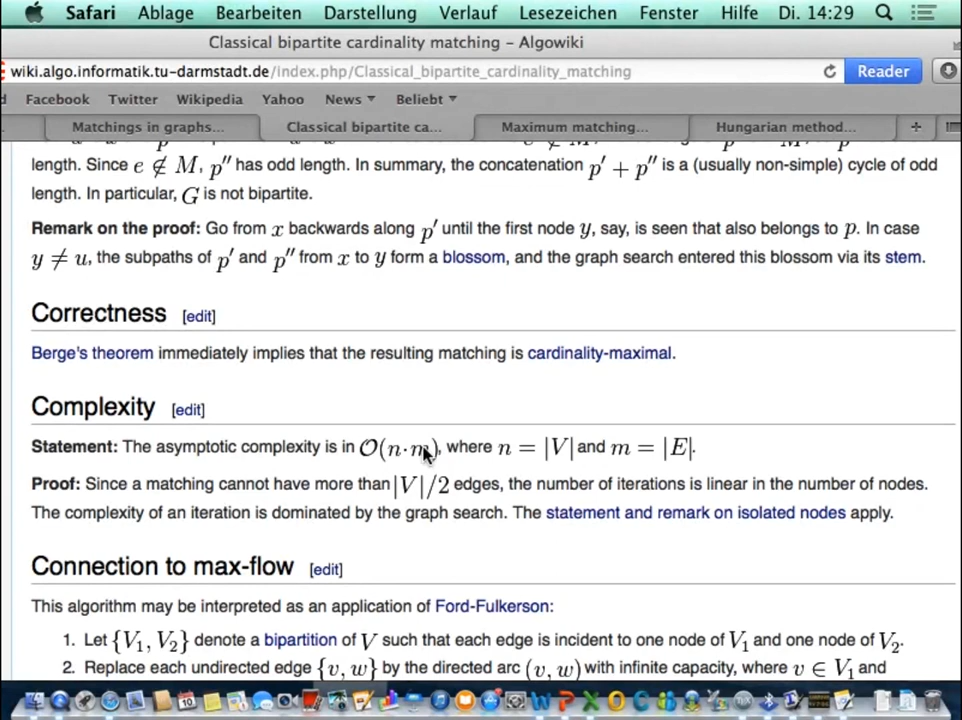 Safari Ablage Bearbeiten Darstellung Verlauf Lesezeichen Fenster Hilfe Di. 14:29
Classical bipartite cardinality matching – Algowiki
wiki.algo.informatik.tu-darmstadt.de/index.php/Classical_bipartite_cardinality_matching Reader
Facebook Twitter Wikipedia Yahoo News Beliebt
Matchings in graphs... Classical bipartite ca... Maximum matching... Hungarian method... +
length. Since e ∉ M, p″ has odd length. In summary, the concatenation p′ + p″ is a (usually non-simple) cycle of odd
length. In particular, G is not bipartite.
Remark on the proof: Go from x backwards along p′ until the first node y, say, is seen that also belongs to p. In case
y ≠ u, the subpaths of p′ and p″ from x to y form a blossom, and the graph search entered this blossom via its stem.
Correctness [edit]
Berge's theorem immediately implies that the resulting matching is cardinality-maximal.
Complexity [edit]
Statement: The asymptotic complexity is in O(n·m), where n = |V| and m = |E|.
Proof: Since a matching cannot have more than |V|/2 edges, the number of iterations is linear in the number of nodes.
The complexity of an iteration is dominated by the graph search. The statement and remark on isolated nodes apply.
Connection to max-flow [edit]
This algorithm may be interpreted as an application of Ford-Fulkerson:
1. Let {V₁, V₂} denote a bipartition of V such that each edge is incident to one node of V₁ and one node of V₂.
2. Replace each undirected edge {v, w} by the directed arc (v, w) with infinite capacity, where v ∈ V₁ and